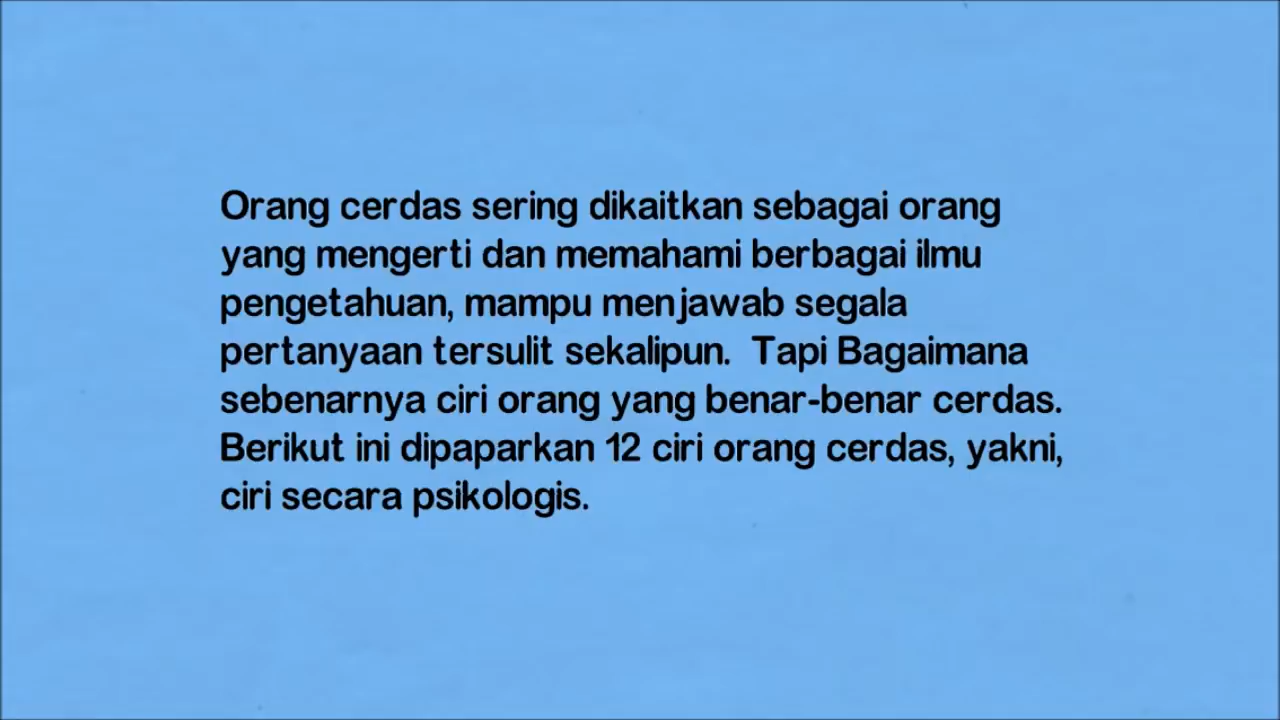 Orang cerdas sering dikaitkan sebagai orang
yang mengerti dan memahami berbagai ilmu
pengetahuan, mampu menjawab segala
pertanyaan tersulit sekalipun.  Tapi Bagaimana
sebenarnya ciri orang yang benar-benar cerdas.
Berikut ini dipaparkan 12 ciri orang cerdas, yakni,
ciri secara psikologis.